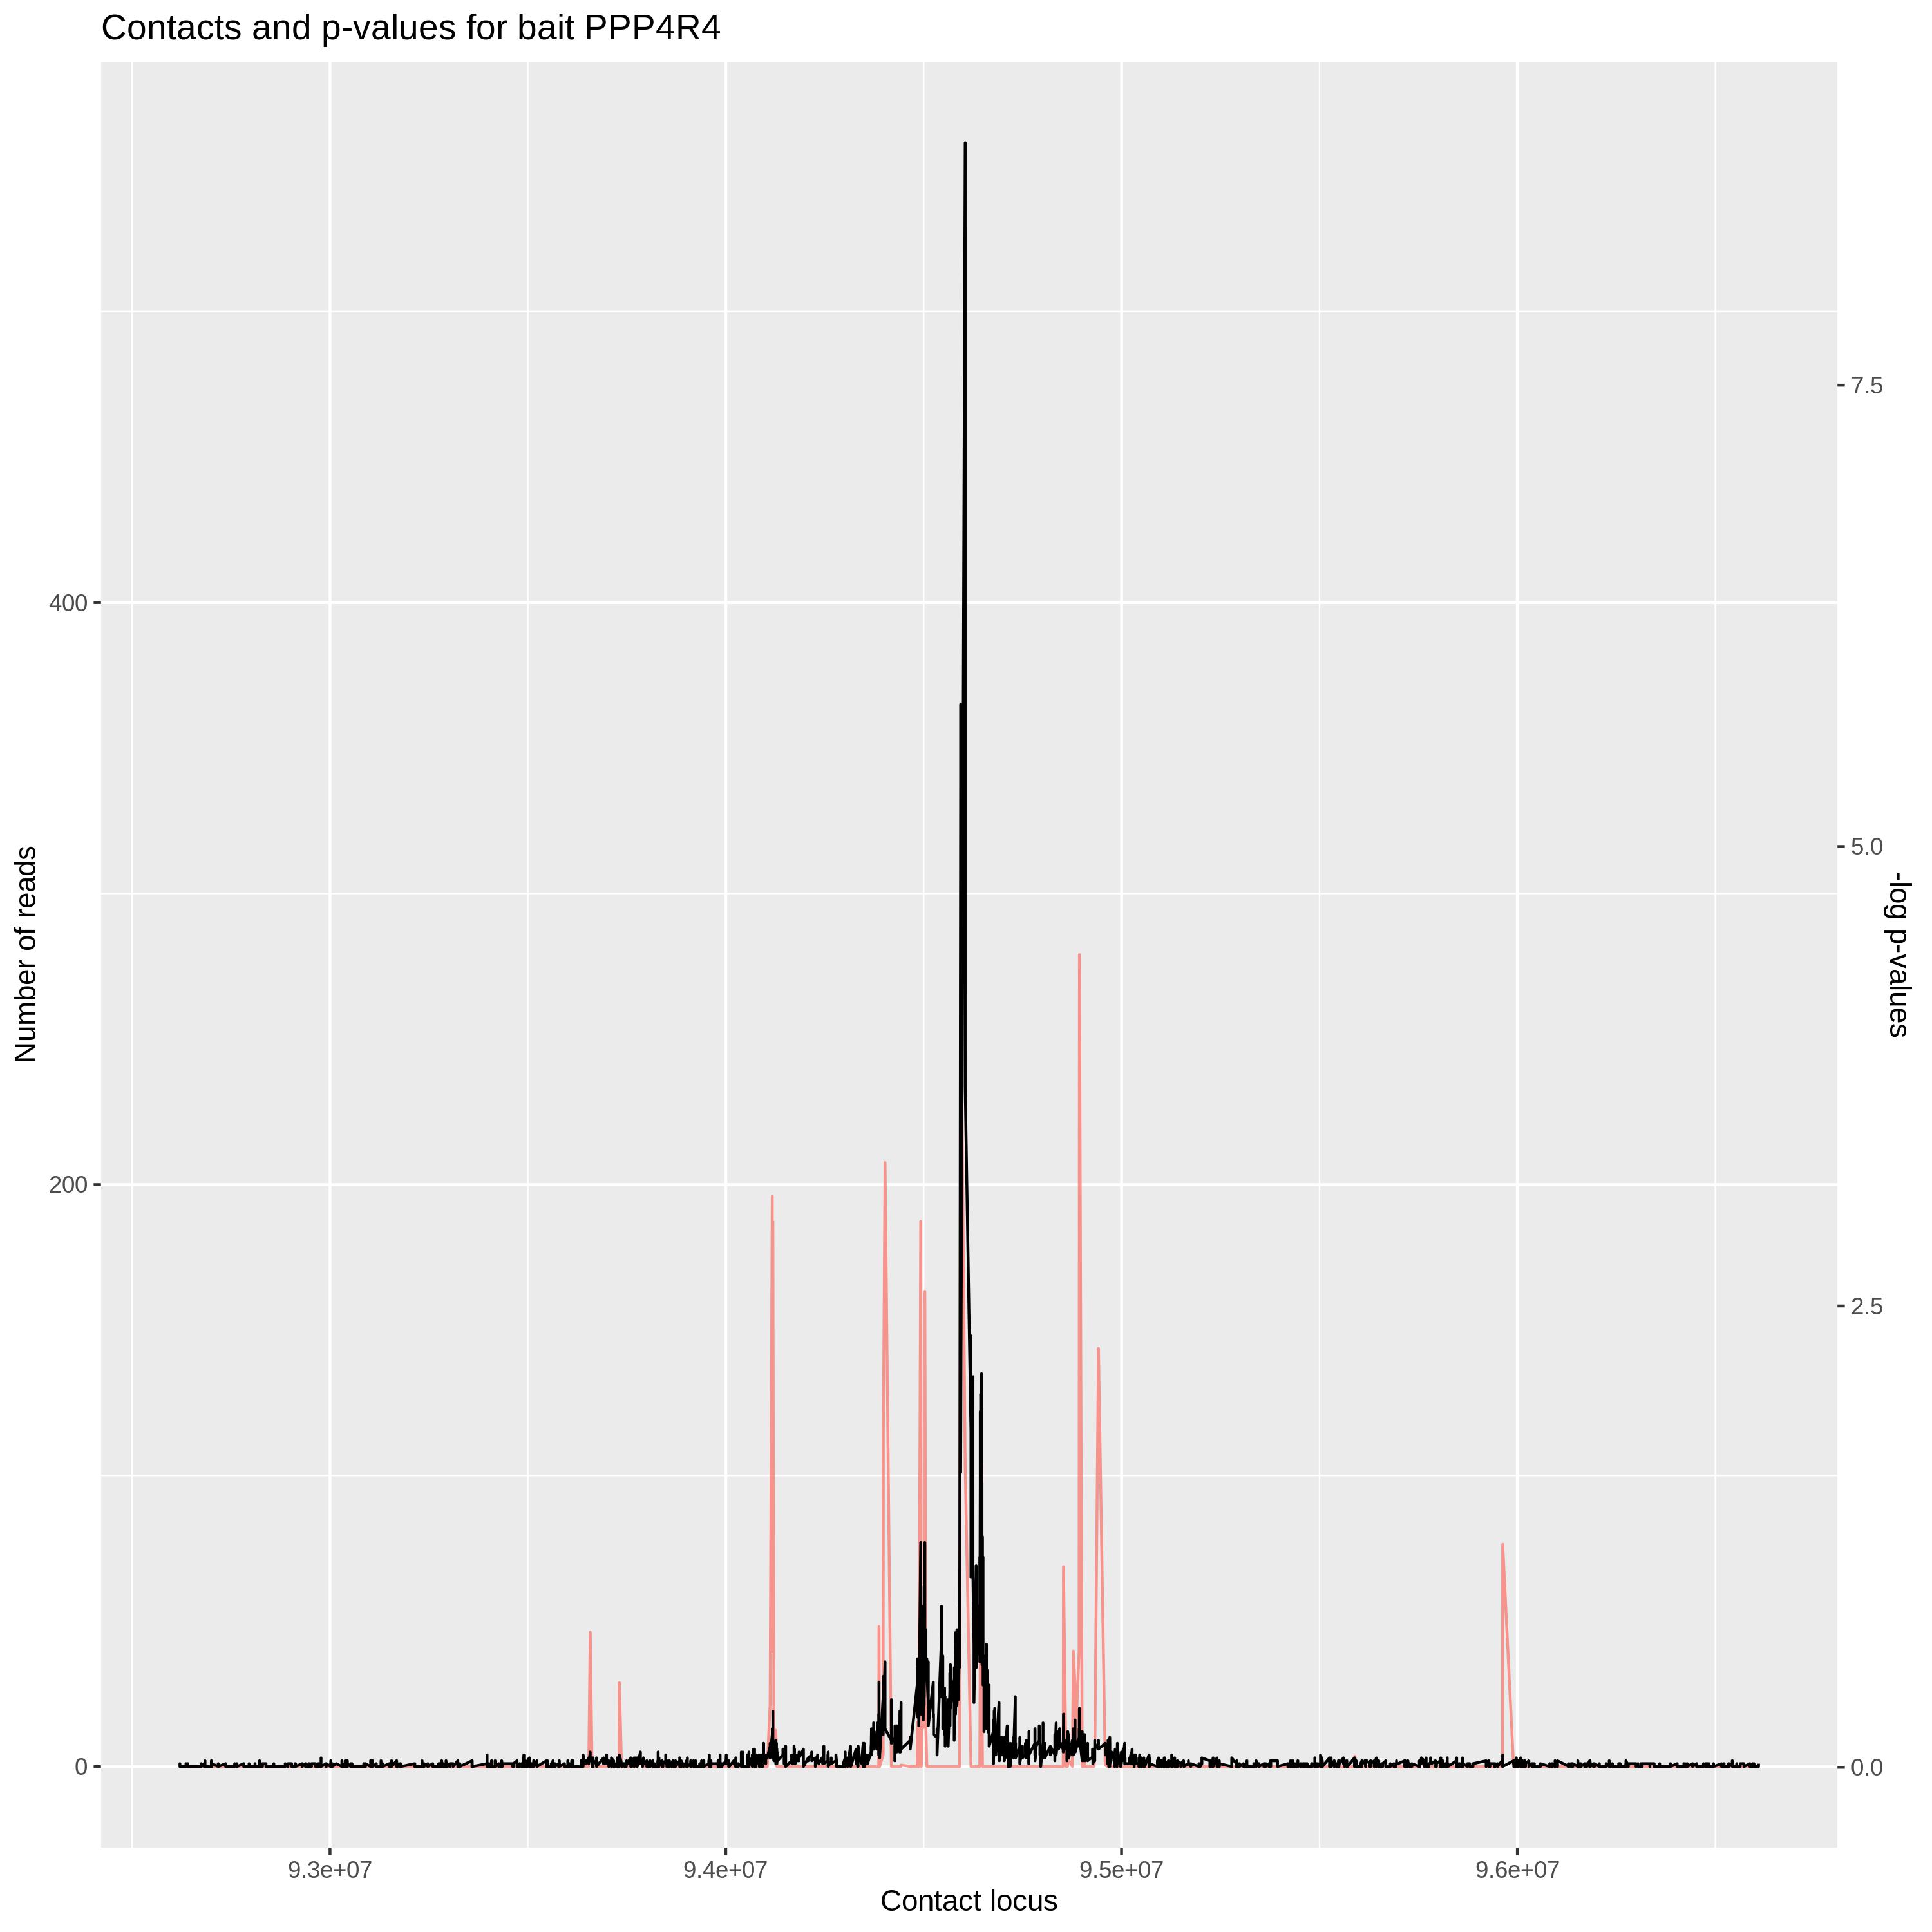 Contacts and p-values for bait PPP4R4
Number of reads
400
200
0
7.5
5.0
2.5
0.0
-log p-values
9.3e+07
9.4e+07
9.5e+07
9.6e+07
Contact locus